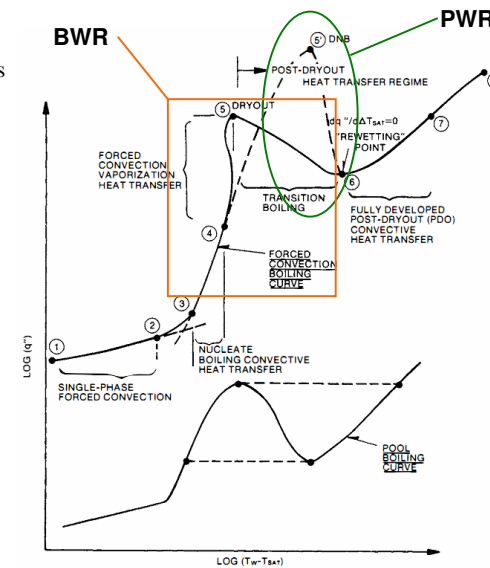 s
BWR
PWR
5' DNB
POST-DRYOUT
HEAT TRANSFER REGIME
5 DRYOUT
dq"/dΔTSAT=0
"REWETTING"
POINT
7
FORCED
CONVECTION
VAPORIZATION
HEAT TRANSFER
6
TRANSITION
BOILING
FULLY DEVELOPED
POST-DRYOUT (PDO)
CONVECTIVE
HEAT TRANSFER
4
FORCED
CONVECTION
BOILING
CURVE
3
2
1
NUCLEATE
BOILING CONVECTIVE
HEAT TRANSFER
SINGLE-PHASE
FORCED CONVECTION
LOG (q")
POOL
BOILING
CURVE
LOG (TW-TSAT)